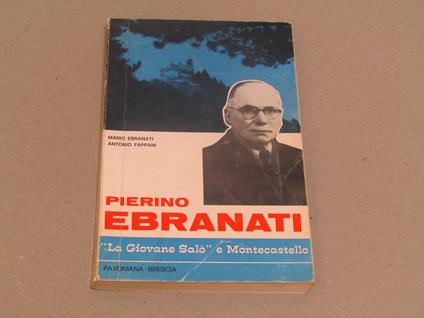 MARIO EBRANATI
ANTONIO FAPPANI
PIERINO
EBRANATI
"La Giovane Salò" e Montecastello
PAVONIANA - BRESCIA